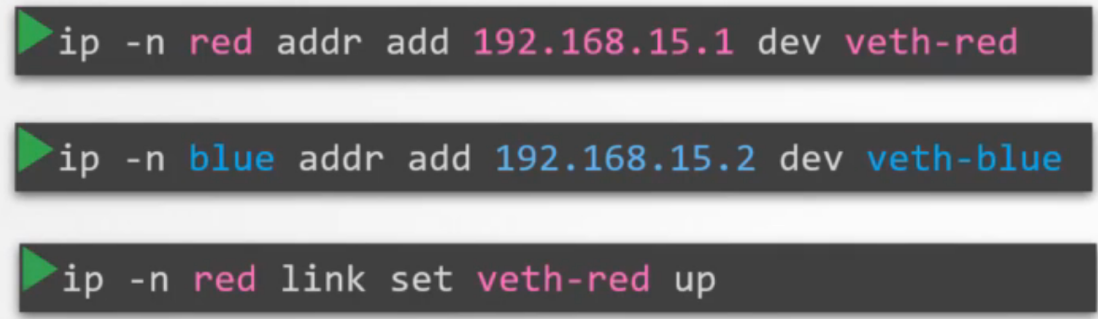 ip -n red addr add 192.168.15.1 dev veth-red
ip -n blue addr add 192.168.15.2 dev veth-blue
ip -n red link set veth-red up